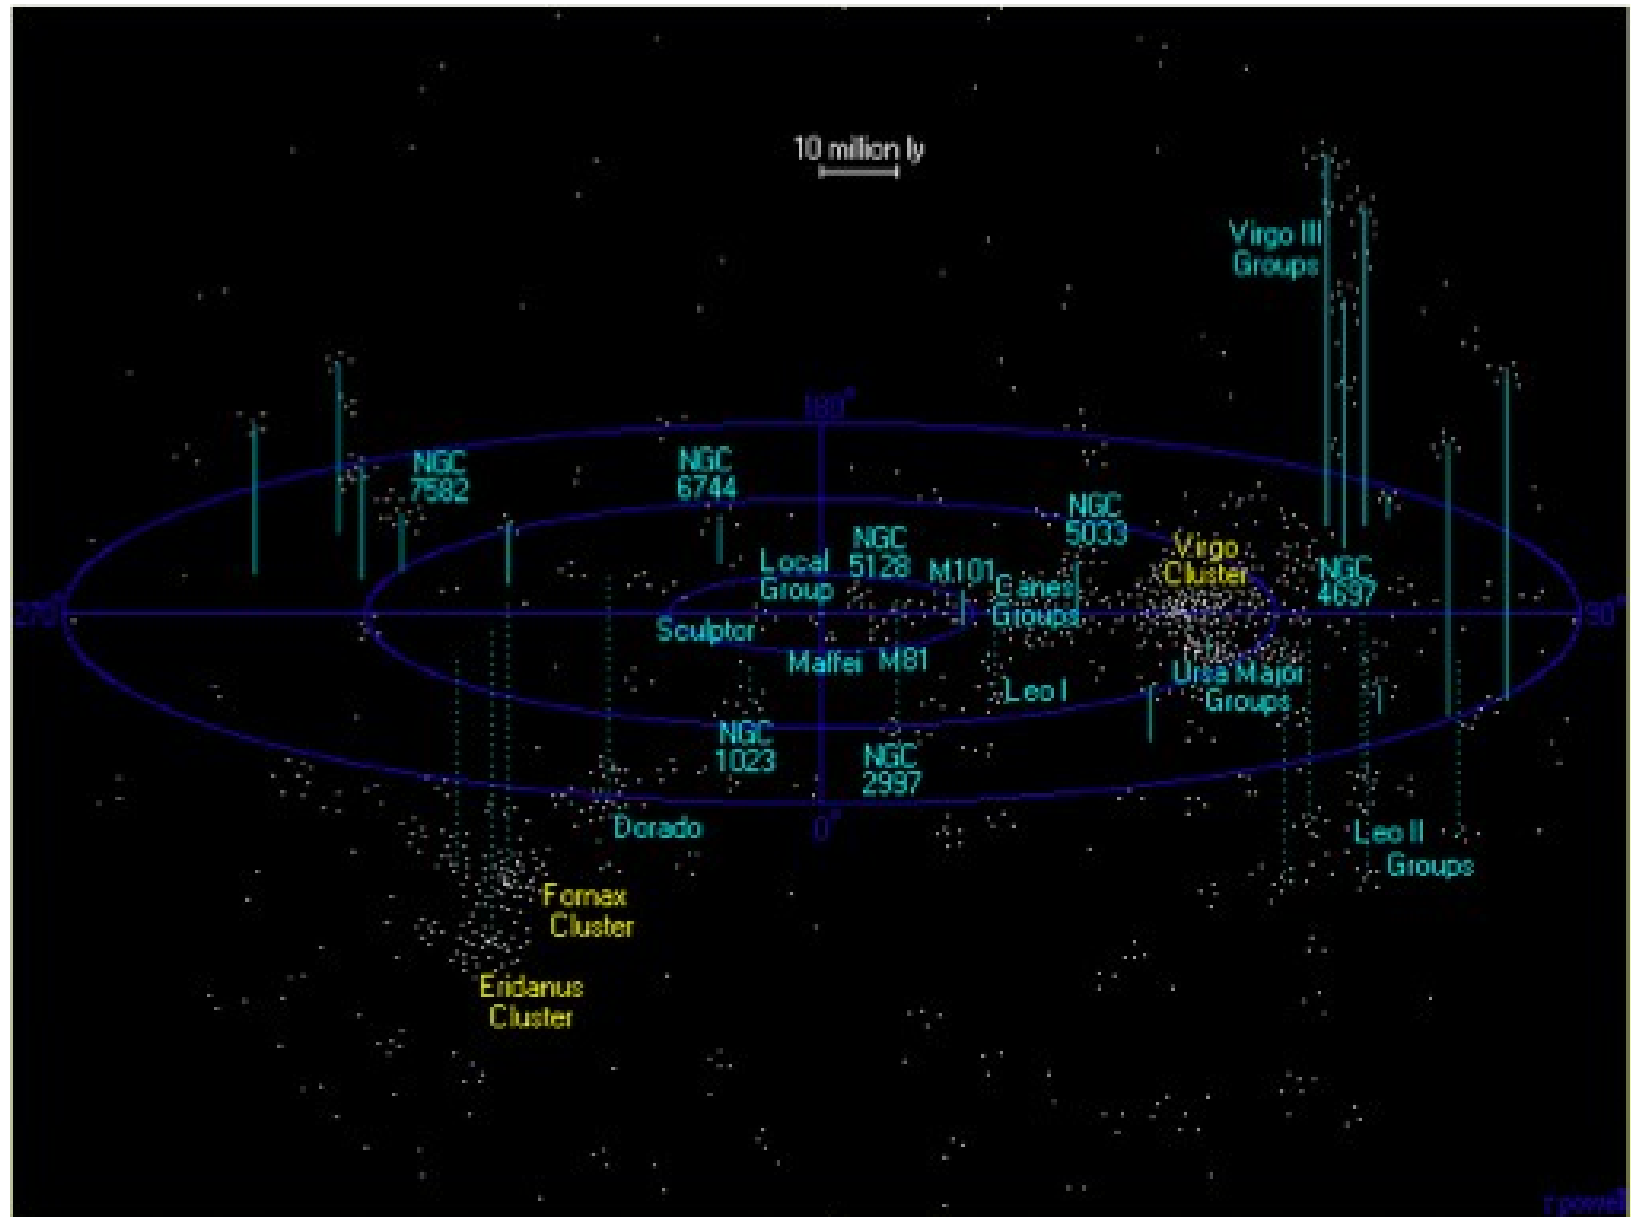 10 million ly
Virgo III
Groups
180°
NGC
7582
NGC
6744
NGC
5033
NGC
5128
Virgo
Cluster
Local
Group
M101
Canes
Groups
NGC
4697
270°
90°
Sculptor
Maffei
M81
Leo I
Ursa Major
Groups
NGC
1023
NGC
2997
0°
Dorado
Leo II
Groups
Fornax
Cluster
Eridanus
Cluster
r powell